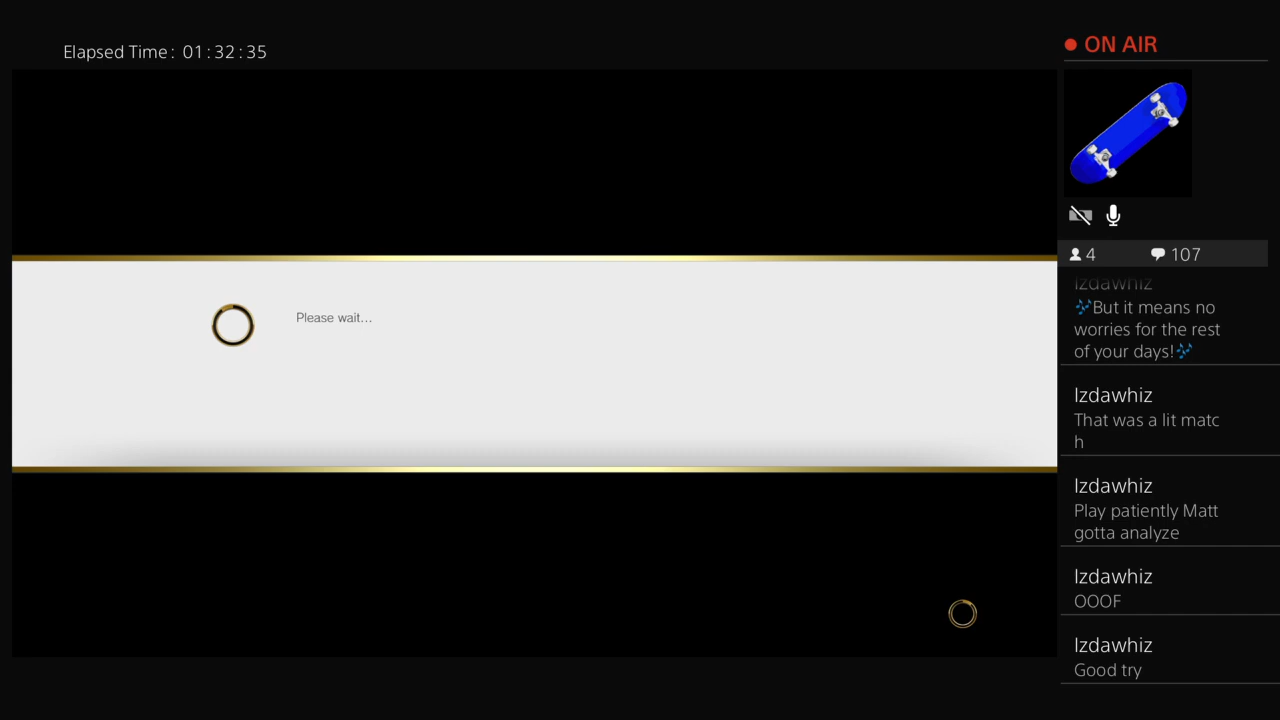 Elapsed Time: 01:32:35
ON AIR
4 107
Izdawhiz
🎶But it means no
worries for the rest
of your days!🎶
Izdawhiz
That was a lit matc
h
Izdawhiz
Play patiently Matt
gotta analyze
Izdawhiz
OOOF
Izdawhiz
Good try
Please wait...